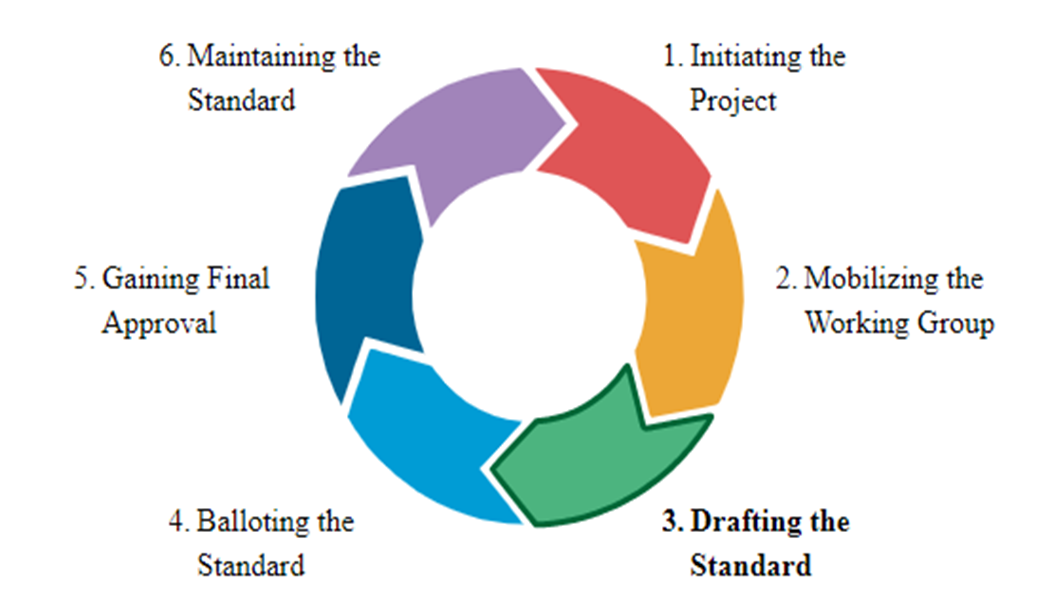 1. Initiating the
Project
2. Mobilizing the
Working Group
3. Drafting the
Standard
4. Balloting the
Standard
5. Gaining Final
Approval
6. Maintaining the
Standard